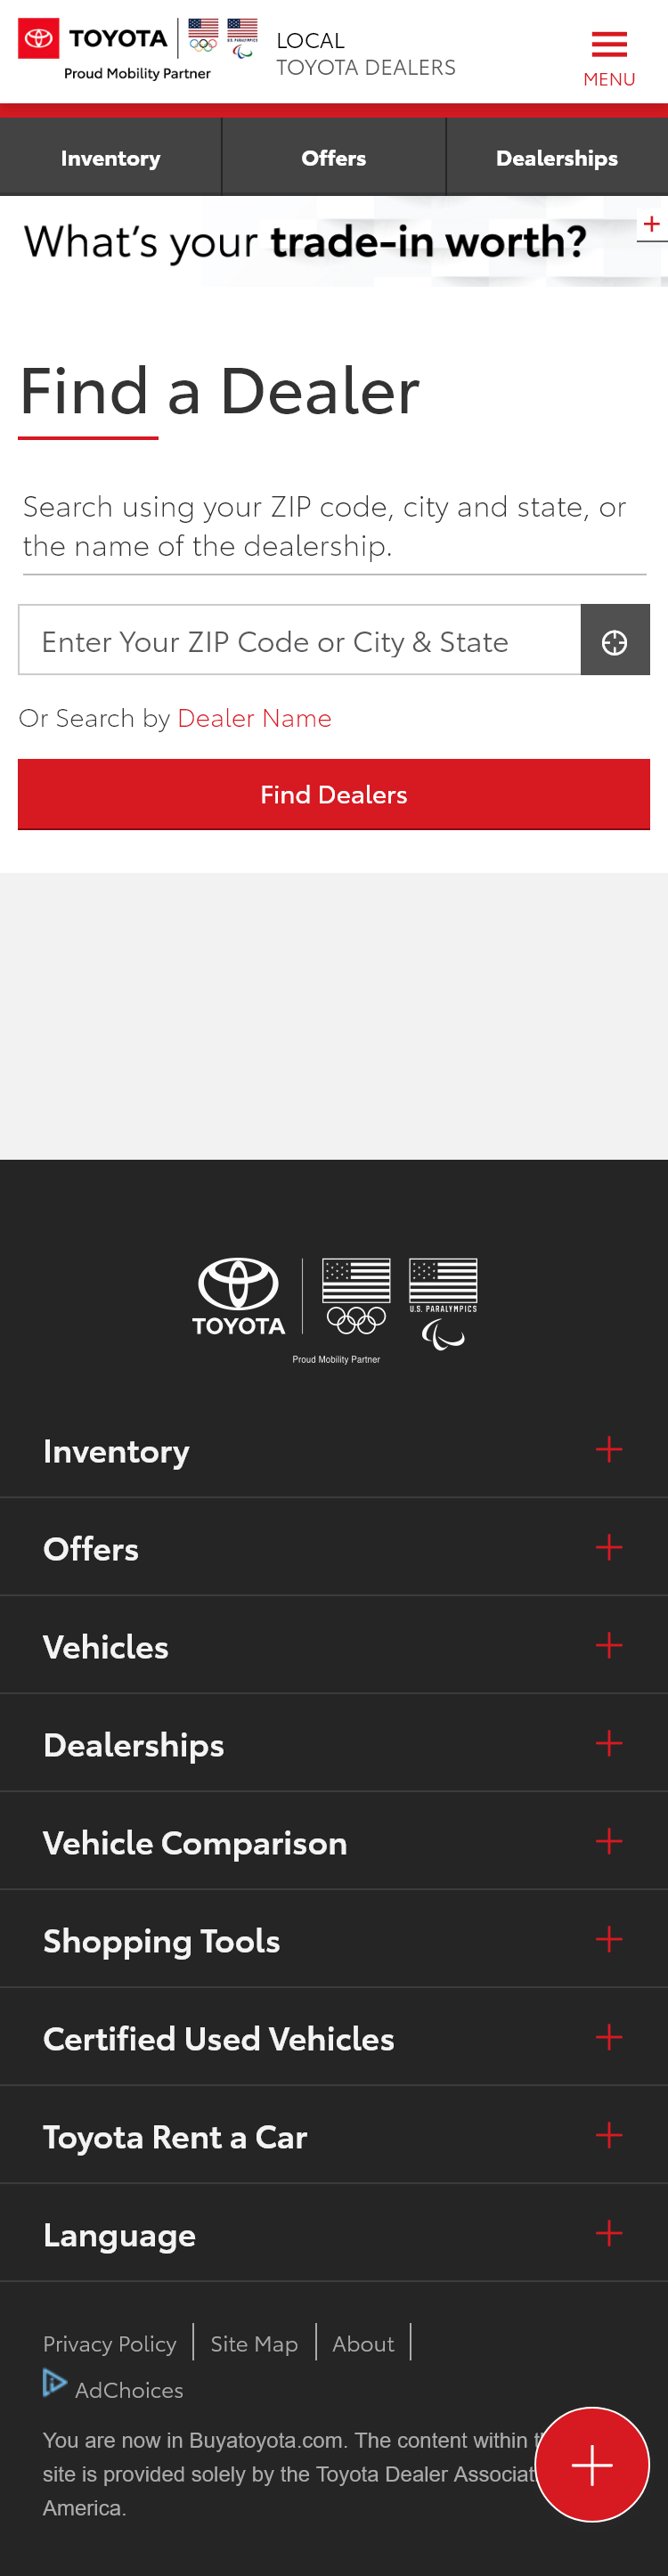 TOYOTA
U.S. PARALYMPICS
Proud Mobility Partner
LOCAL
TOYOTA DEALERS
MENU
Inventory
Offers
Dealerships
What's your trade-in worth?
Find a Dealer
Search using your ZIP code, city and state, or
the name of the dealership.
Enter Your ZIP Code or City & State
Or Search by Dealer Name
Find Dealers
TOYOTA
U.S. PARALYMPICS
Proud Mobility Partner
Inventory
Offers
Vehicles
Dealerships
Vehicle Comparison
Shopping Tools
Certified Used Vehicles
Toyota Rent a Car
Language
Privacy Policy
Site Map
About
AdChoices
You are now in Buyatoyota.com. The content within
site is provided solely by the Toyota Dealer Associat
America.